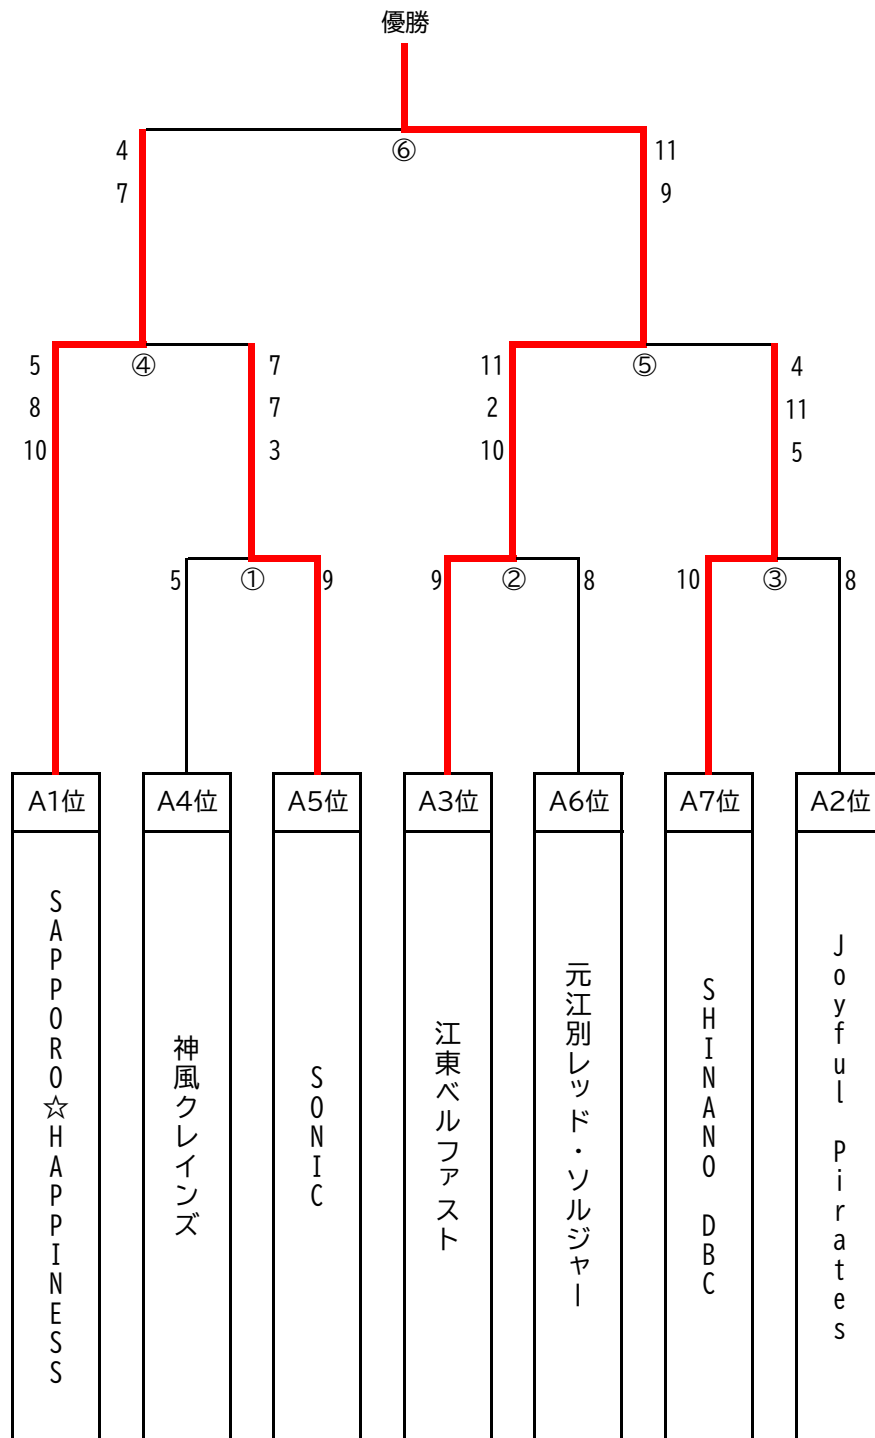 優勝
4 ⑥ 11
7 9
5 ④ 7 11 ⑤ 4
8 7 2 11
10 3 10 5
5 ① 9 9 ② 8 10 ③ 8
A1位 A4位 A5位 A3位 A6位 A7位 A2位
SAPPORO☆HAPPINESS
神風クレインズ
SONIC
江東ベルファスト
元江別レッド・ソルジャー
SHINANO DBC
Joyful Pirates